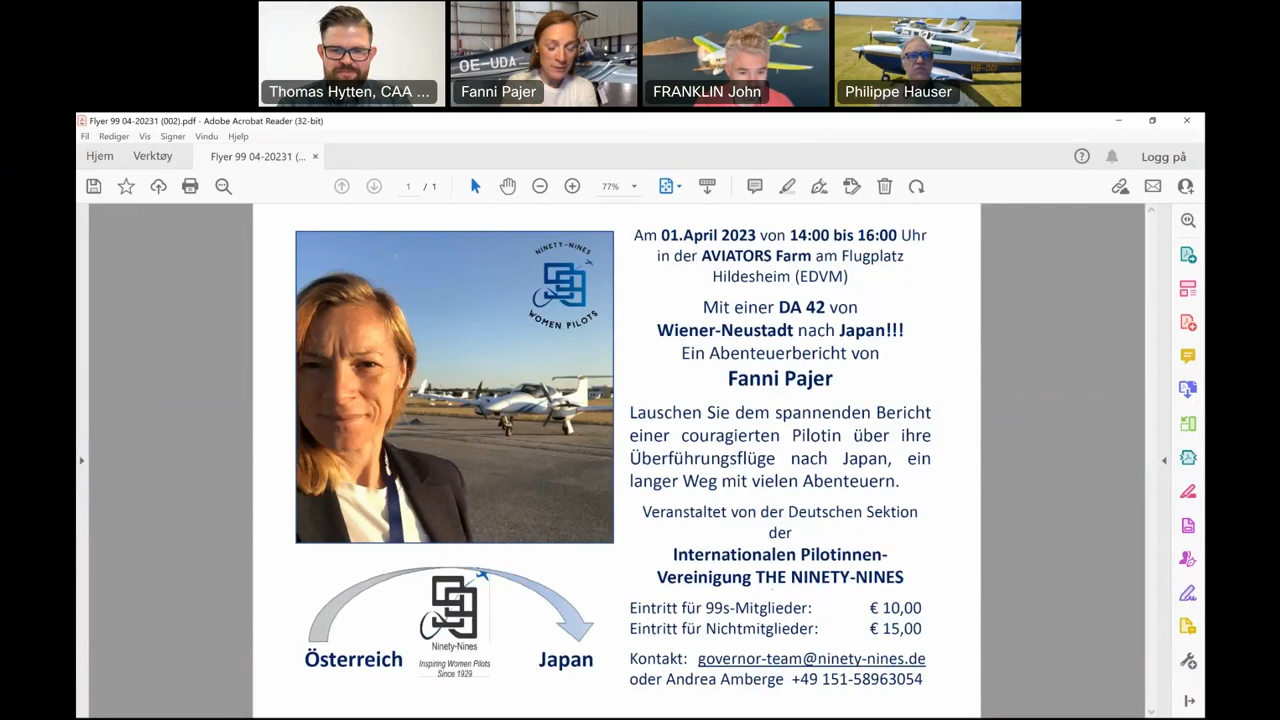 OE-UDA
HB-DGI
Thomas Hytten, CAA ...
Fanni Pajer
FRANKLIN John
Philippe Hauser
Flyer 99 04-20231 (002).pdf - Adobe Acrobat Reader (32-bit)
Fil Rediger Vis Signer Vindu Hjelp
Hjem Verktøy Flyer 99 04-20231 (... × Logg på
1 / 1 77%
NINETY-NINES
99
WOMEN PILOTS
Am 01.April 2023 von 14:00 bis 16:00 Uhr
in der AVIATORS Farm am Flugplatz
Hildesheim (EDVM)
Mit einer DA 42 von
Wiener-Neustadt nach Japan!!!
Ein Abenteuerbericht von
Fanni Pajer
Lauschen Sie dem spannenden Bericht
einer couragierten Pilotin über ihre
Überführungsflüge nach Japan, ein
langer Weg mit vielen Abenteuern.
Veranstaltet von der Deutschen Sektion
der
Internationalen Pilotinnen-
Vereinigung THE NINETY-NINES
Eintritt für 99s-Mitglieder: € 10,00
Eintritt für Nichtmitglieder: € 15,00
Kontakt: governor-team@ninety-nines.de
oder Andrea Amberge +49 151-58963054
99
Ninety-Nines
Inspiring Women Pilots
Since 1929
Österreich
Japan